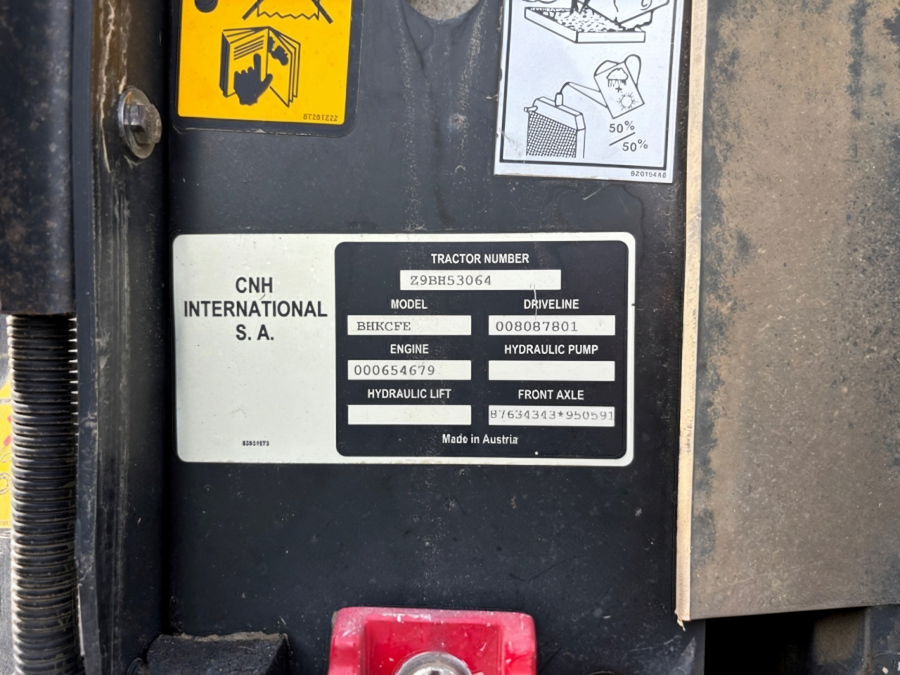 50%
50%
CNH
INTERNATIONAL
S. A.
TRACTOR NUMBER
Z9BH53064
MODEL
DRIVELINE
BHKCFE
008087801
ENGINE
HYDRAULIC PUMP
000654679
HYDRAULIC LIFT
FRONT AXLE
87634343*950591
Made in Austria